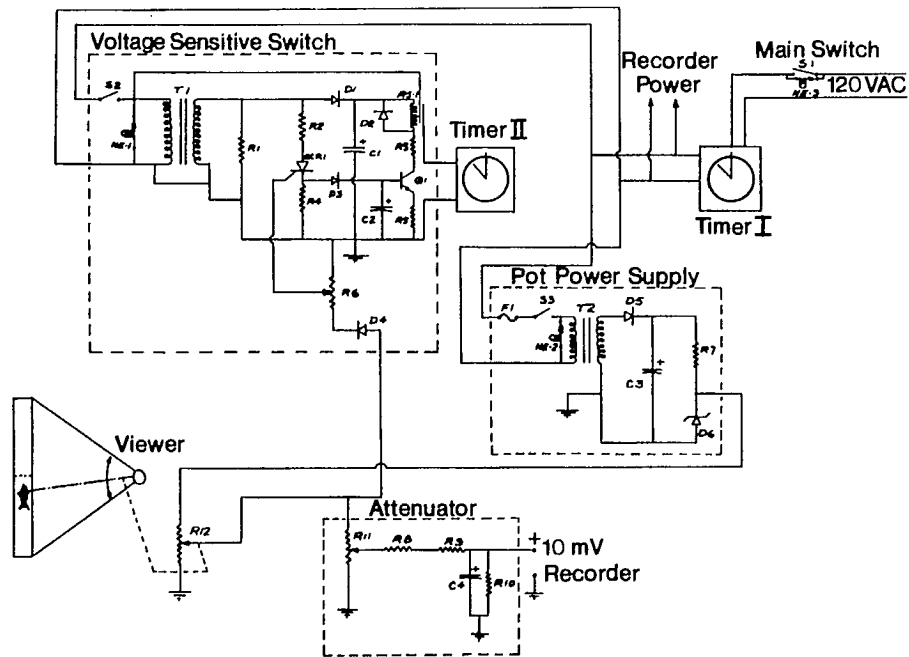 Voltage Sensitive Switch
S2
T1
NE-1
R1
R2
SCR1
R4
D1
D2
C1
D3
C2
Q1
R5
R6
D4
Timer II
Recorder
Power
Main Switch
S1
NE-3
120 VAC
Timer I
Pot Power Supply
F1
S3
NE-2
T2
D5
C3
R7
D6
Viewer
R12
Attenuator
R11
R8
R9
C4
R10
+ 10 mV
Recorder